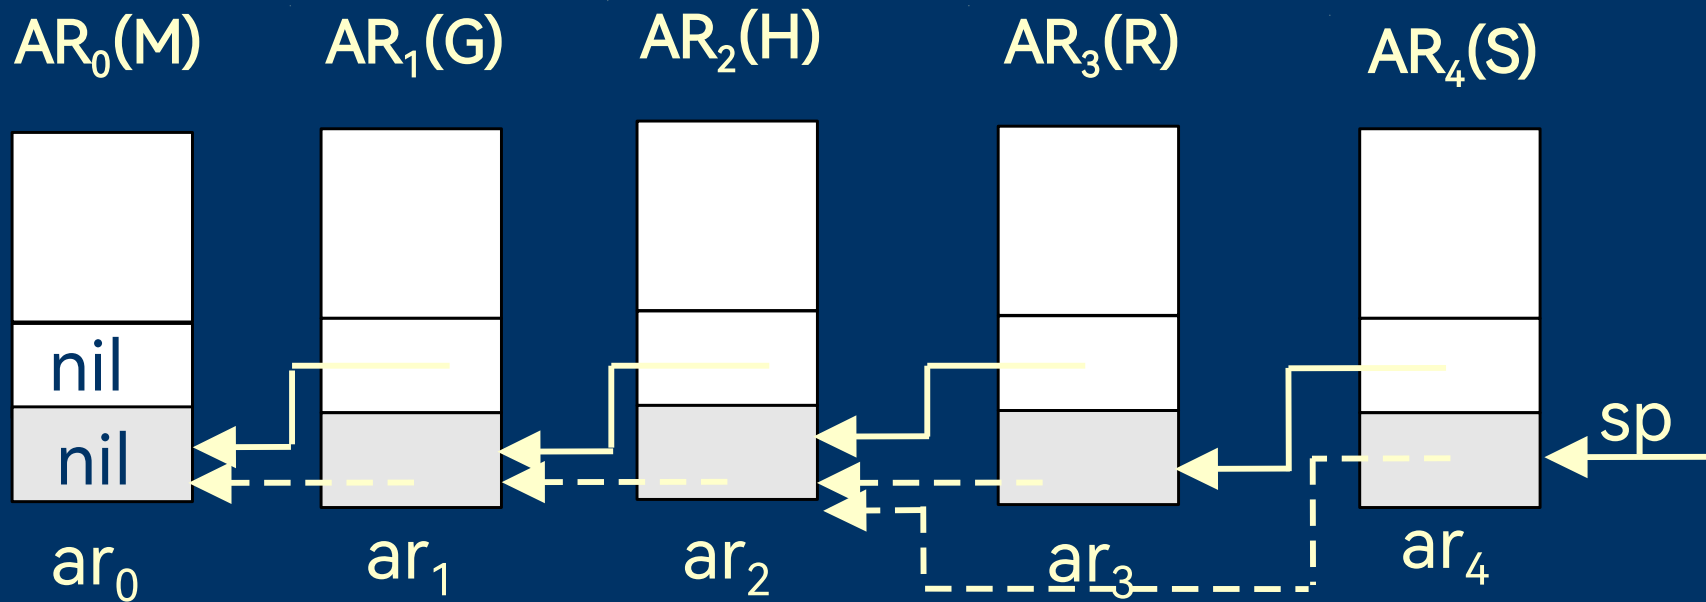 AR₀(M) AR₁(G) AR₂(H) AR₃(R) AR₄(S)
nil
nil
sp
ar₀ ar₁ ar₂ ar₃ ar₄